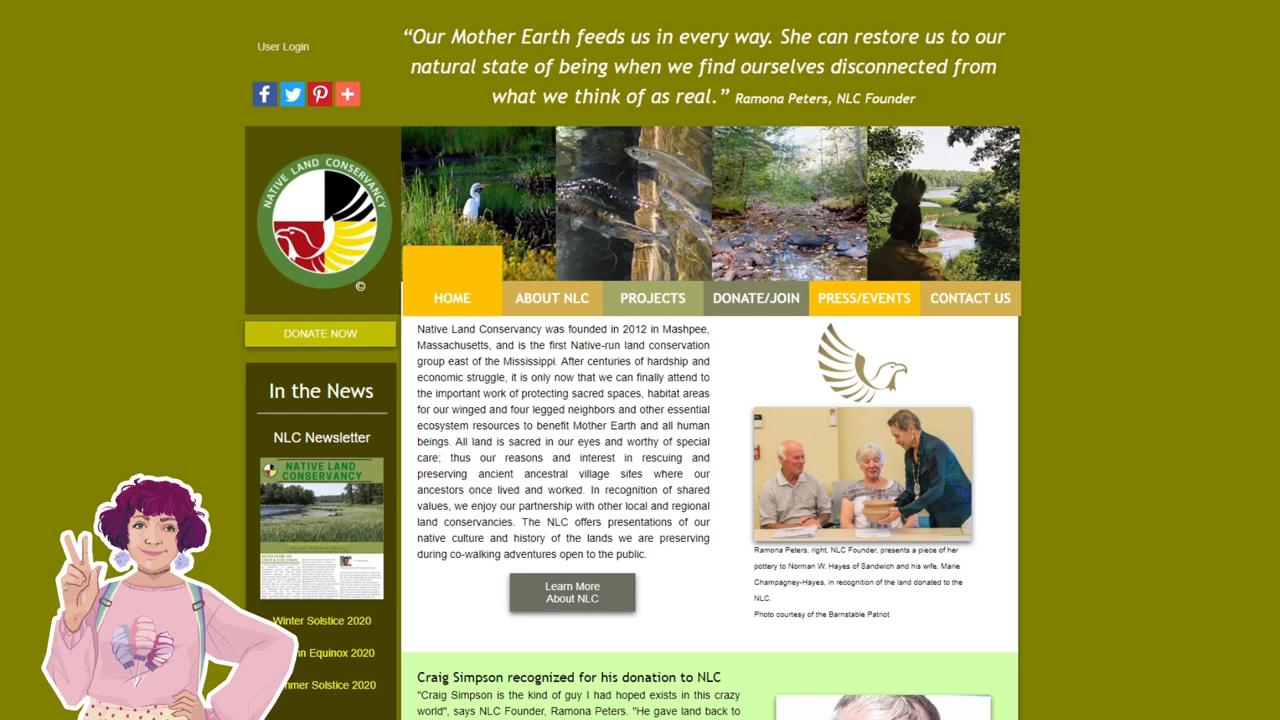 User Login
“Our Mother Earth feeds us in every way. She can restore us to our
natural state of being when we find ourselves disconnected from
what we think of as real.” Ramona Peters, NLC Founder
NATIVE LAND CONSERVANCY
©
HOME
ABOUT NLC
PROJECTS
DONATE/JOIN
PRESS/EVENTS
CONTACT US
DONATE NOW
In the News
NLC Newsletter
NATIVE LAND
CONSERVANCY
Winter Solstice 2020
Equinox 2020
Solstice 2020
Native Land Conservancy was founded in 2012 in Mashpee,
Massachusetts, and is the first Native-run land conservation
group east of the Mississippi. After centuries of hardship and
economic struggle, it is only now that we can finally attend to
the important work of protecting sacred spaces, habitat areas
for our winged and four legged neighbors and other essential
ecosystem resources to benefit Mother Earth and all human
beings. All land is sacred in our eyes and worthy of special
care; thus our reasons and interest in rescuing and
preserving ancient ancestral village sites where our
ancestors once lived and worked. In recognition of shared
values, we enjoy our partnership with other local and regional
land conservancies. The NLC offers presentations of our
native culture and history of the lands we are preserving
during co-walking adventures open to the public.
Learn More
About NLC
Ramona Peters, right, NLC Founder, presents a piece of her
pottery to Norman W. Hayes of Sandwich and his wife, Marie
Champagney-Hayes, in recognition of the land donated to the
NLC.
Photo courtesy of the Barnstable Patriot
Craig Simpson recognized for his donation to NLC
"Craig Simpson is the kind of guy I had hoped exists in this crazy
world", says NLC Founder, Ramona Peters. "He gave land back to